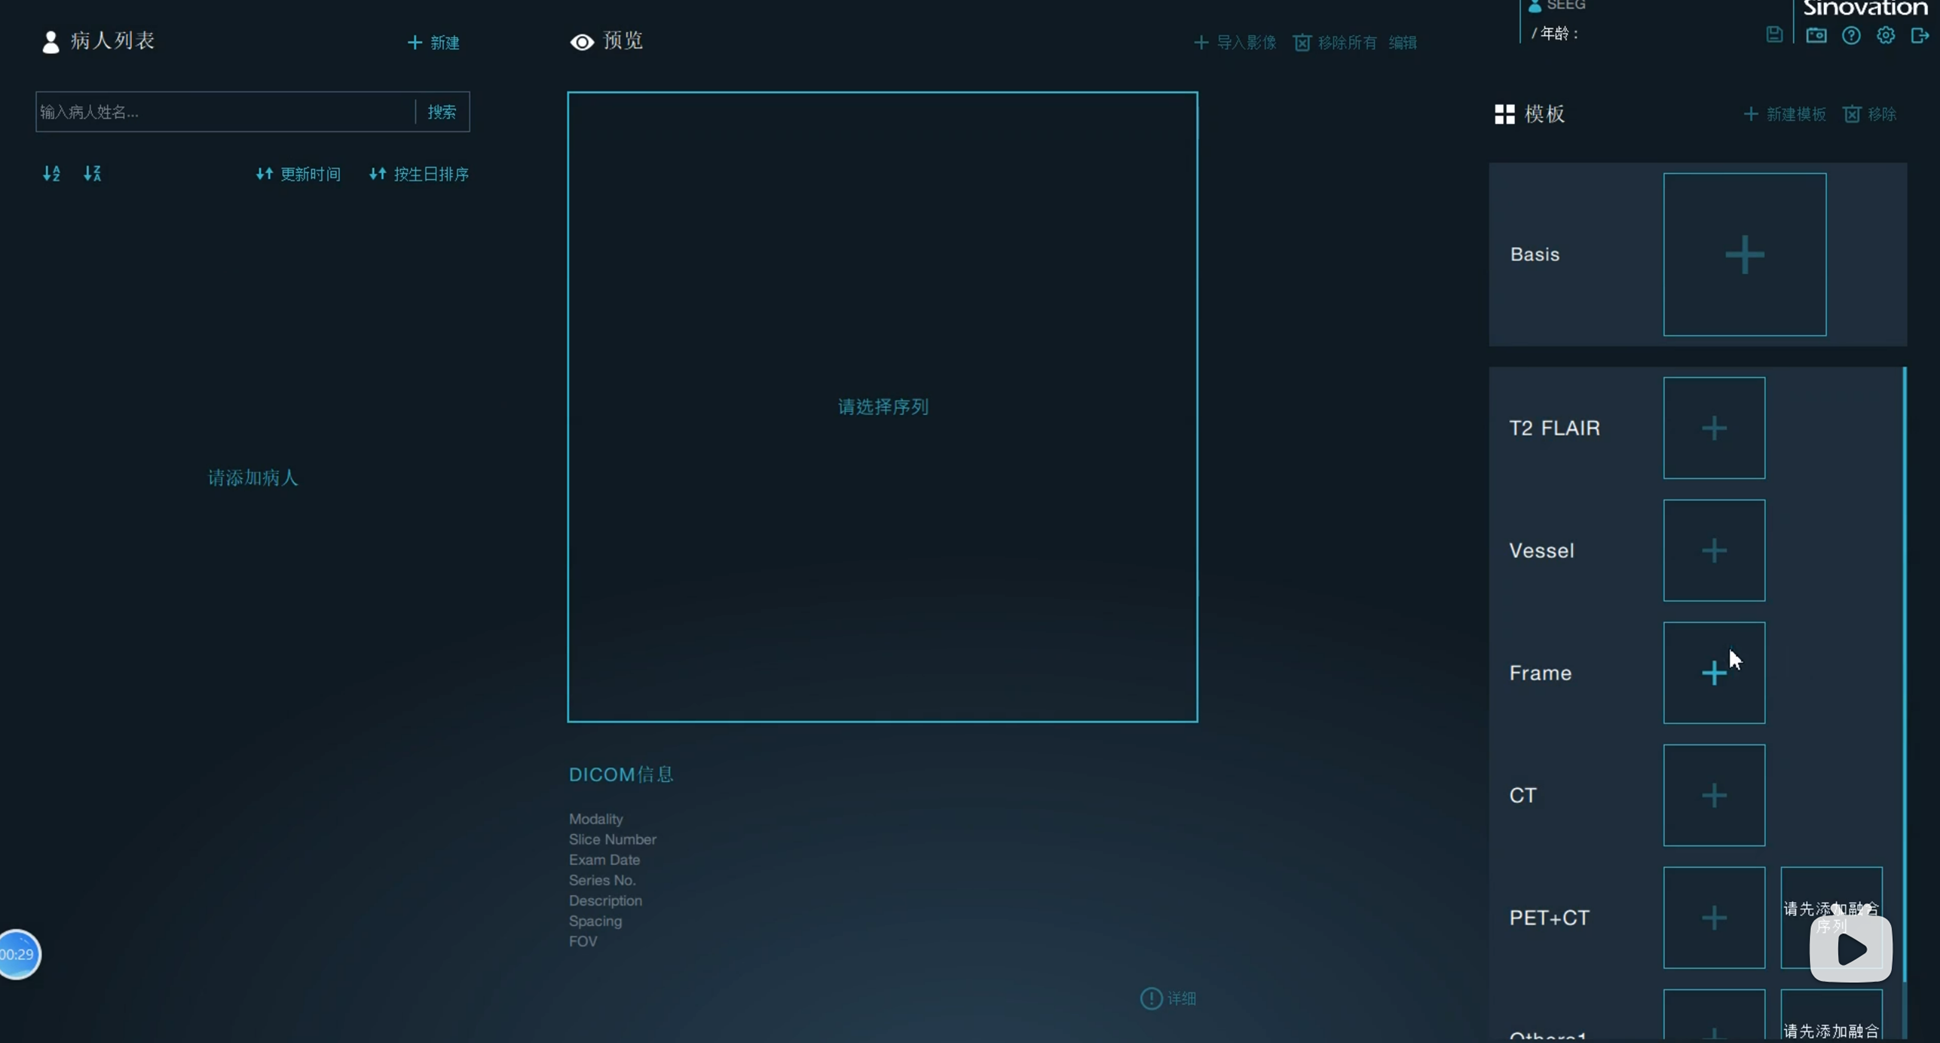 病人列表
新建
输入病人姓名...
搜索
更新时间
按生日排序
请添加病人
00:29
预览
导入影像
移除所有
编辑
请选择序列
DICOM信息
Modality
Slice Number
Exam Date
Series No.
Description
Spacing
FOV
详细
SEEG
/ 年龄 :
Sinovation
模板
新建模板
移除
Basis
T2 FLAIR
Vessel
Frame
CT
PET+CT
请先添加融合
序列
Others1
请先添加融合